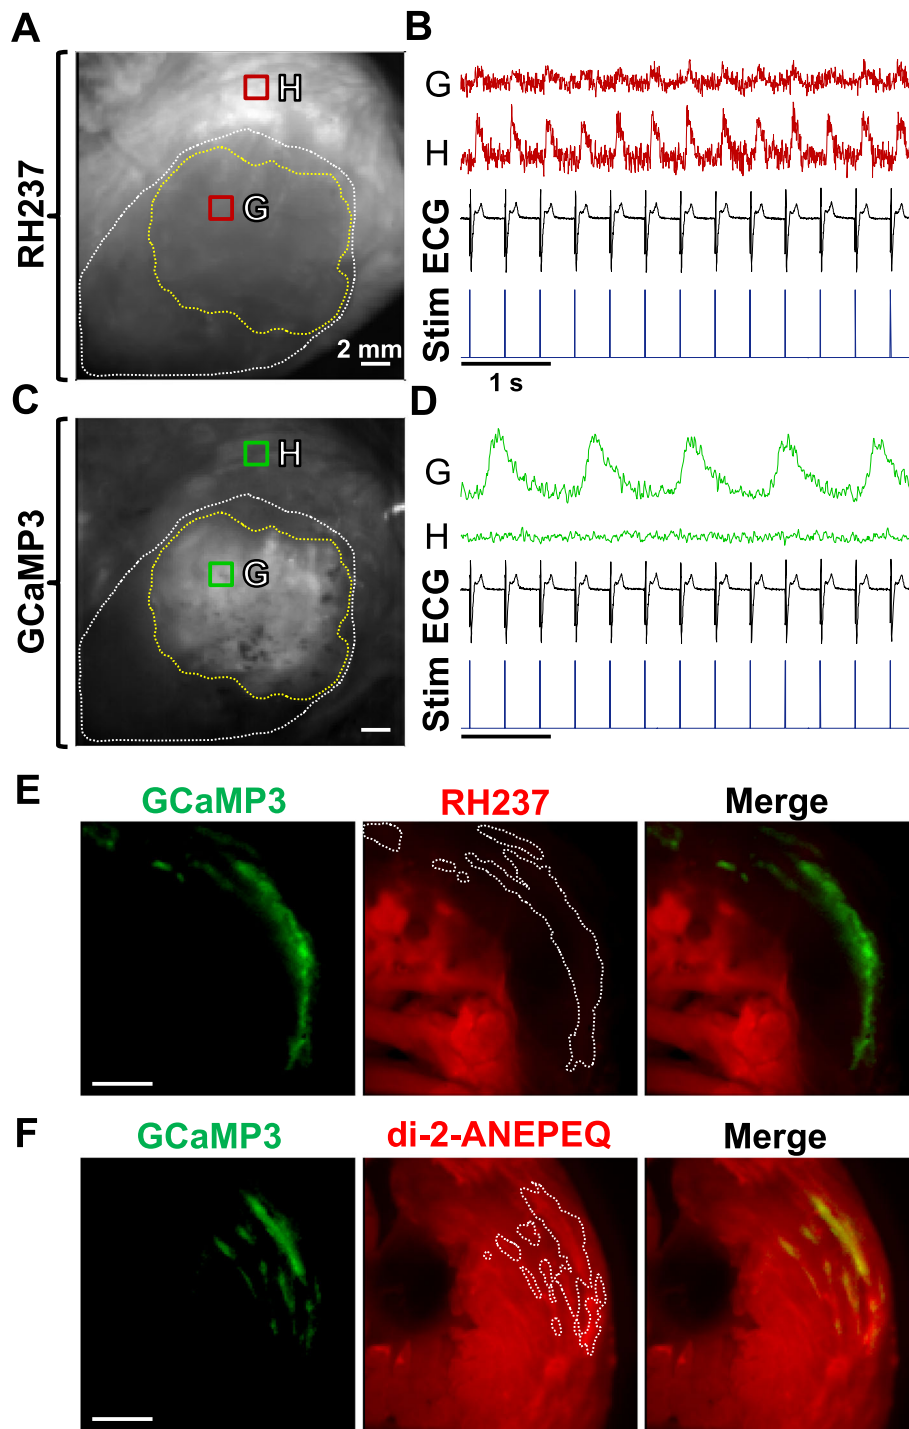 A
RH237
H
G
2 mm
B
G
H
ECG
Stim
1 s
C
GCaMP3
H
G
D
G
H
ECG
Stim
E
GCaMP3
RH237
Merge
F
GCaMP3
di-2-ANEPEQ
Merge